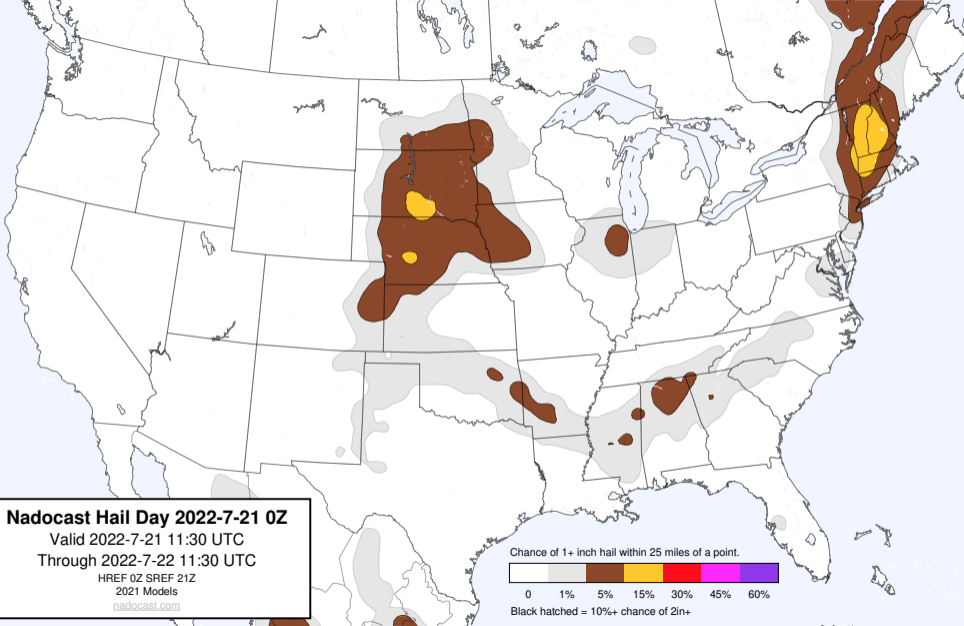 Nadocast Hail Day 2022-7-21 0Z
Valid 2022-7-21 11:30 UTC
Through 2022-7-22 11:30 UTC
HREF 0Z SREF 21Z
2021 Models
nadocast.com
Chance of 1+ inch hail within 25 miles of a point.
0 1% 5% 15% 30% 45% 60%
Black hatched = 10%+ chance of 2in+